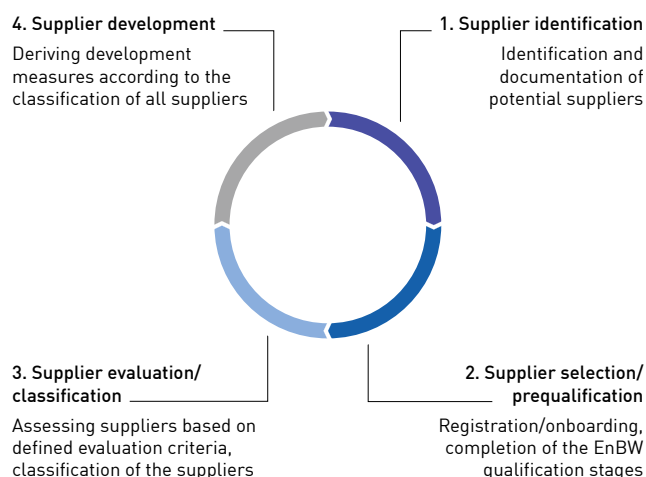 4. Supplier development
Deriving development
measures according to the
classification of all suppliers
1. Supplier identification
Identification and
documentation of
potential suppliers
3. Supplier evaluation/
classification
Assessing suppliers based on
defined evaluation criteria,
classification of the suppliers
2. Supplier selection/
prequalification
Registration/onboarding,
completion of the EnBW
qualification stages